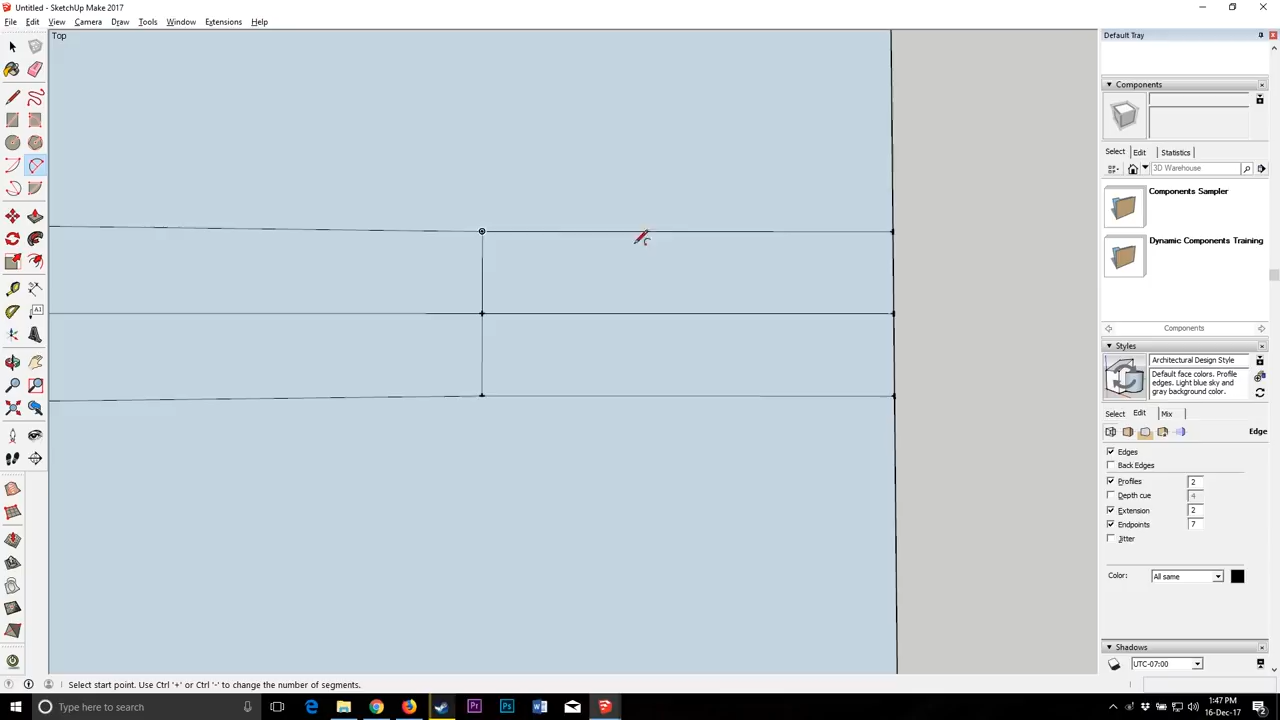 Untitled - SketchUp Make 2017
File Edit View Camera Draw Tools Window Extensions Help
Top
Default Tray
Components
Select Edit Statistics
3D Warehouse
Components Sampler
Dynamic Components Training
Components
Styles
Architectural Design Style
Default face colors. Profile
edges. Light blue sky and
gray background color.
Select Edit Mix
Edge
Edges
Back Edges
Profiles 2
Depth cue 4
Extension 2
Endpoints 7
Jitter
Color: All same
Shadows
UTC-07:00
Select start point. Use Ctrl '+' or Ctrl '-' to change the number of segments.
Type here to search
1:47 PM
16-Dec-17